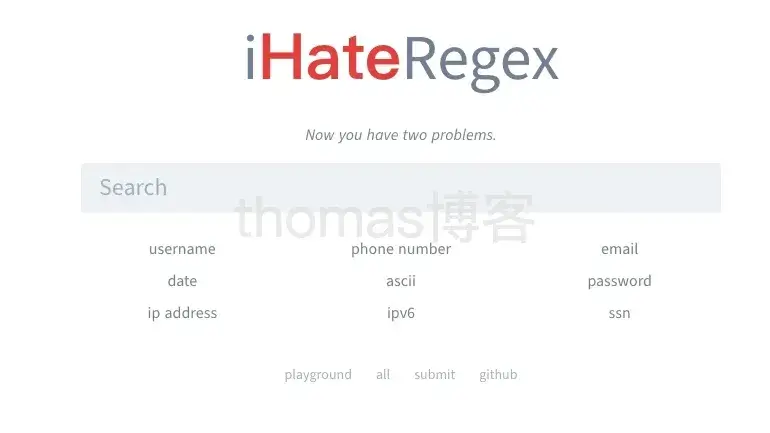 iHateRegex
Now you have two problems.
Search
thomas博客
username phone number email
date ascii password
ip address ipv6 ssn
playground all submit github